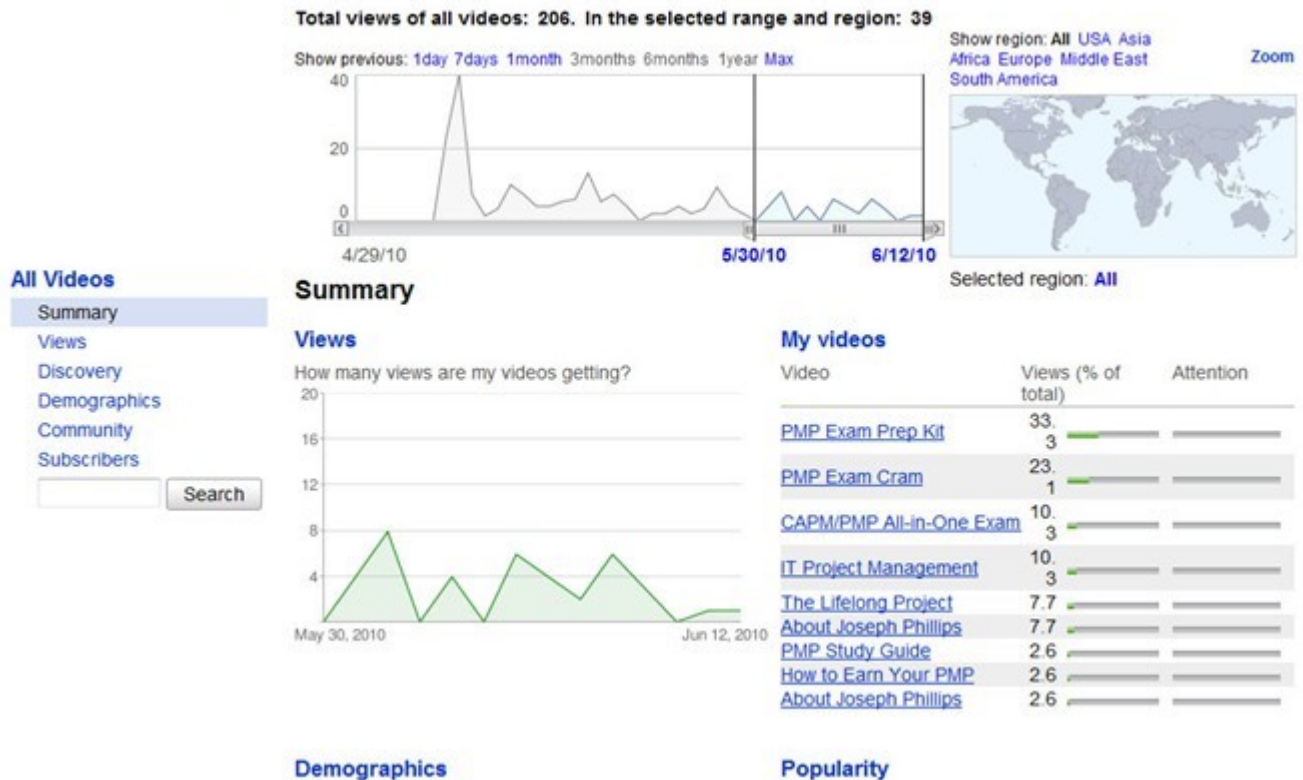 Total views of all videos: 206. In the selected range and region: 39
Show previous: 1day 7days 1month 3months 6months 1year Max
40
20
0
4/29/10
5/30/10
6/12/10
Show region: All USA Asia
Africa Europe Middle East
South America
Zoom
Selected region: All
All Videos
Summary
Views
Discovery
Demographics
Community
Subscribers
Search
Summary
Views
How many views are my videos getting?
20
16
12
8
4
May 30, 2010
Jun 12, 2010
My videos
Video
Views (% of
total)
Attention
PMP Exam Prep Kit
33.
3
PMP Exam Cram
23.
1
CAPM/PMP All-in-One Exam
10.
3
IT Project Management
10.
3
The Lifelong Project
7.7
About Joseph Phillips
7.7
PMP Study Guide
2.6
How to Earn Your PMP
2.6
About Joseph Phillips
2.6
Demographics
Popularity